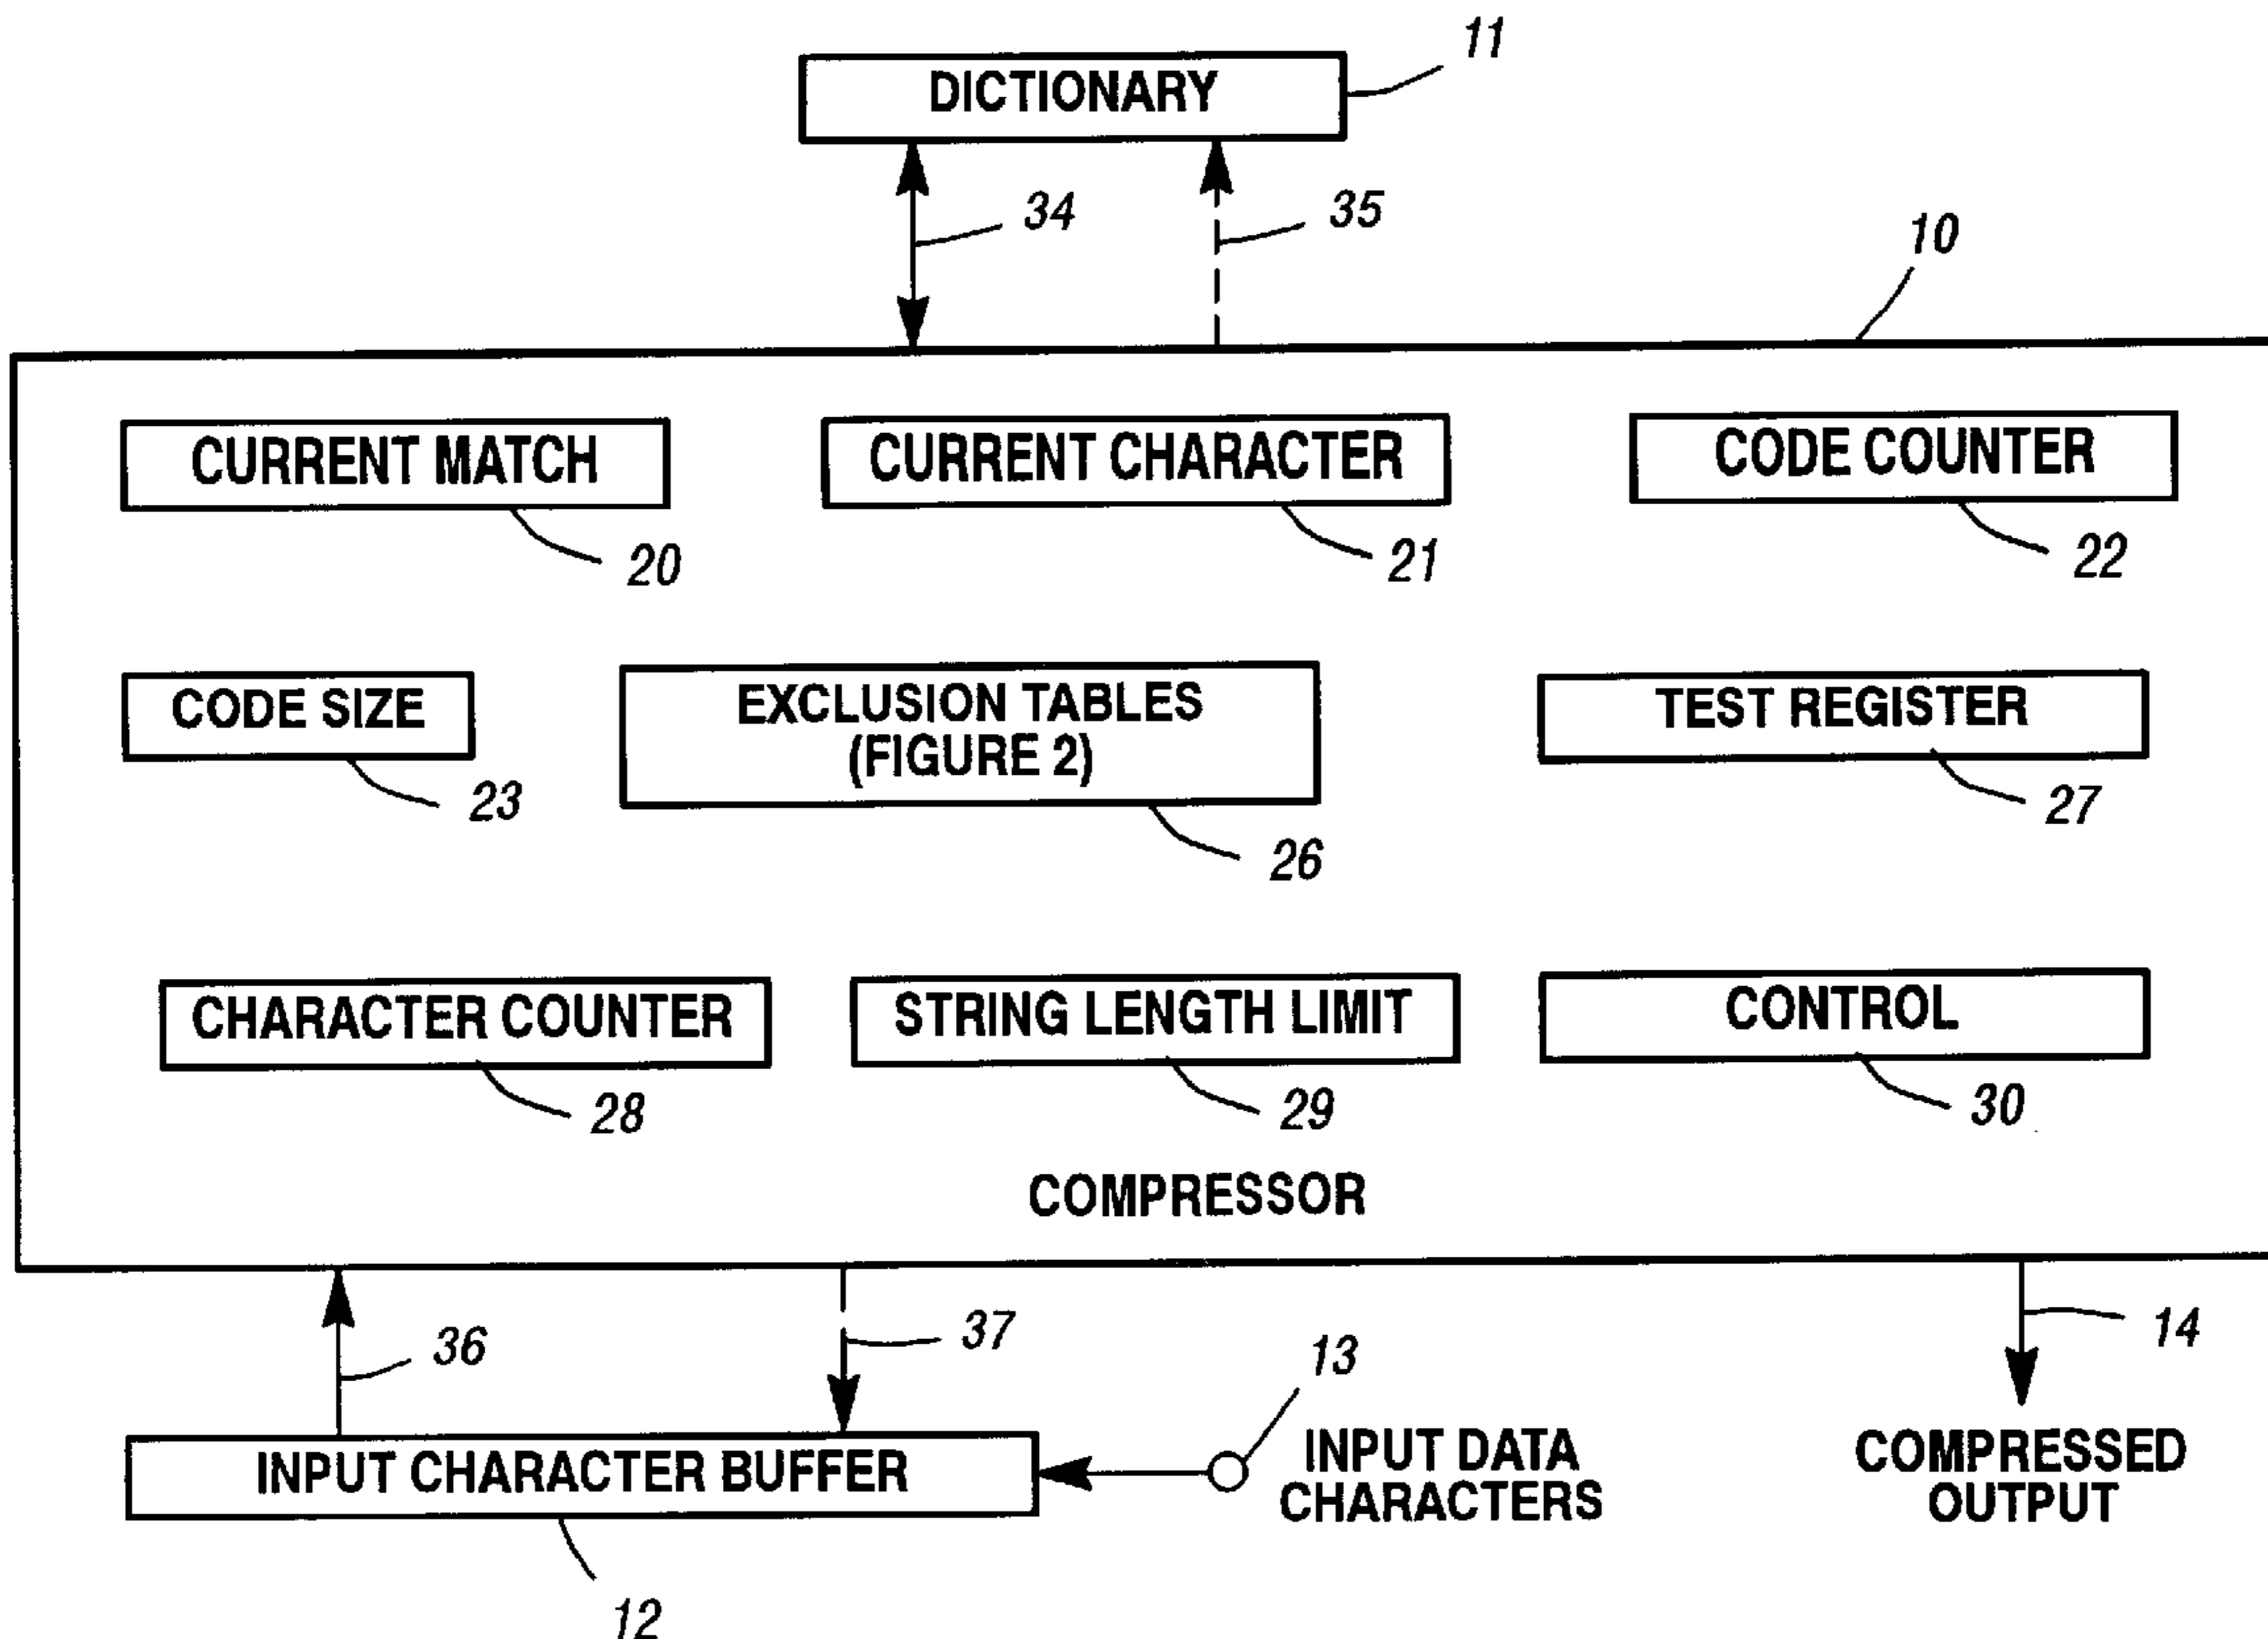 11
DICTIONARY
34
35
10
CURRENT MATCH
CURRENT CHARACTER
CODE COUNTER
20
21
22
CODE SIZE
EXCLUSION TABLES
(FIGURE 2)
TEST REGISTER
23
26
27
CHARACTER COUNTER
STRING LENGTH LIMIT
CONTROL
28
29
30
COMPRESSOR
36
37
13
14
INPUT CHARACTER BUFFER
INPUT DATA
CHARACTERS
COMPRESSED
OUTPUT
12